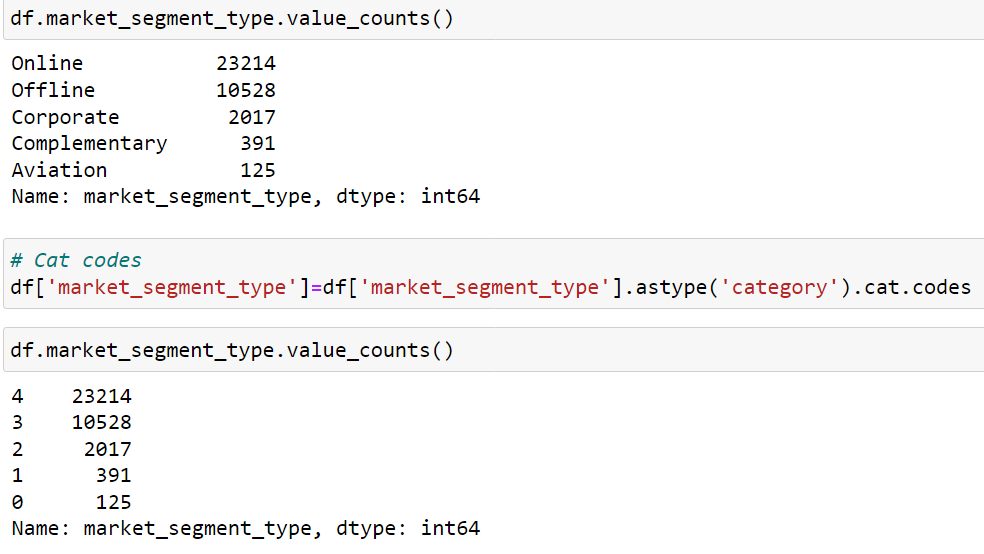 df.market_segment_type.value_counts()
Online           23214
Offline          10528
Corporate         2017
Complementary      391
Aviation           125
Name: market_segment_type, dtype: int64
# Cat codes
df['market_segment_type']=df['market_segment_type'].astype('category').cat.codes
df.market_segment_type.value_counts()
4    23214
3    10528
2     2017
1      391
0      125
Name: market_segment_type, dtype: int64